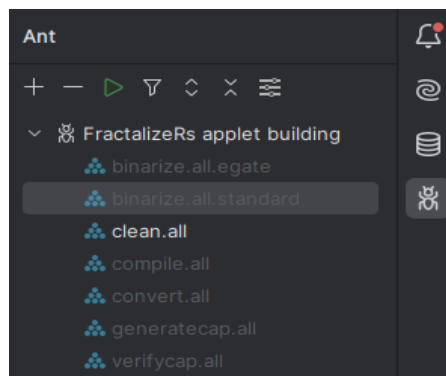 Ant
FractalizeRs applet building
binarize.all.egate
binarize.all.standard
clean.all
compile.all
convert.all
generatecap.all
verifycap.all